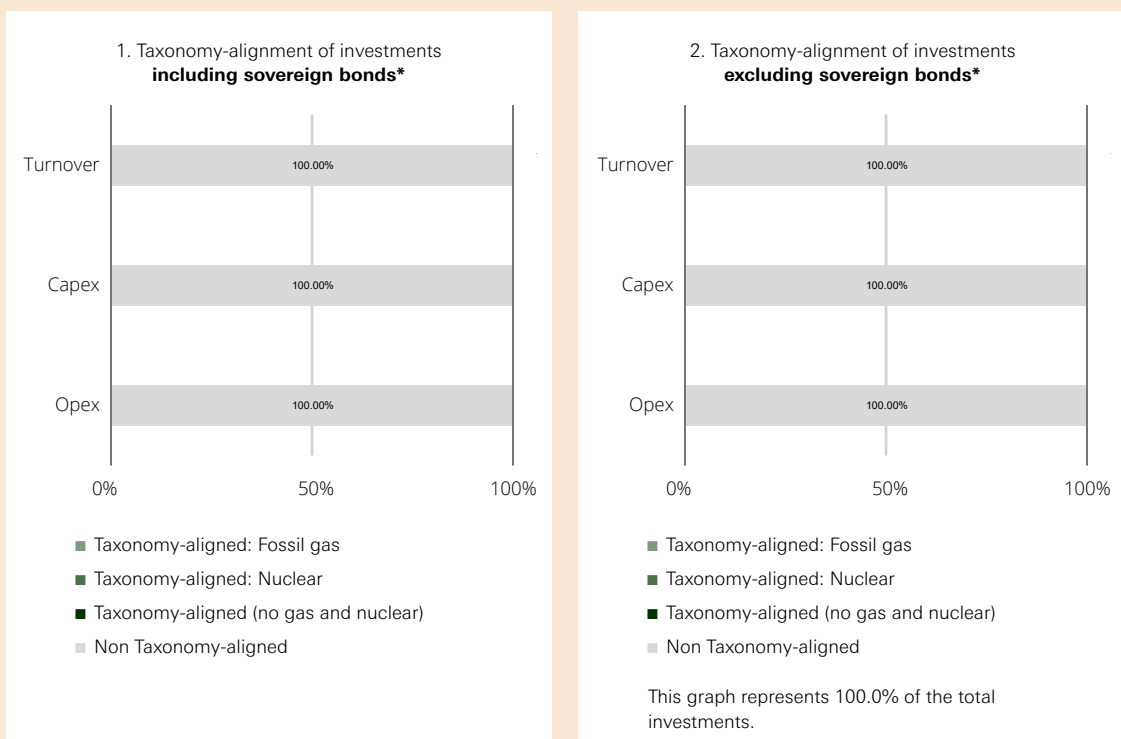 1. Taxonomy-alignment of investments
including sovereign bonds*
Turnover
100.00%
Capex
100.00%
Opex
100.00%
0% 50% 100%
Taxonomy-aligned: Fossil gas
Taxonomy-aligned: Nuclear
Taxonomy-aligned (no gas and nuclear)
Non Taxonomy-aligned
2. Taxonomy-alignment of investments
excluding sovereign bonds*
Turnover
100.00%
Capex
100.00%
Opex
100.00%
0% 50% 100%
Taxonomy-aligned: Fossil gas
Taxonomy-aligned: Nuclear
Taxonomy-aligned (no gas and nuclear)
Non Taxonomy-aligned
This graph represents 100.0% of the total
investments.